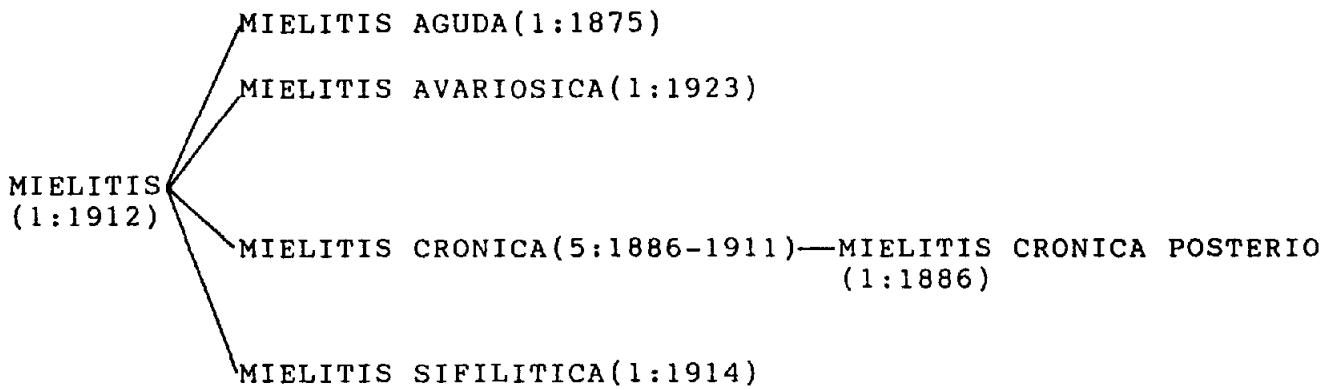 MIELITIS AGUDA(1:1875)
MIELITIS AVARIOSICA(1:1923)
MIELITIS
(1:1912)
MIELITIS CRONICA(5:1886-1911)—MIELITIS CRONICA POSTERIO
(1:1886)
MIELITIS SIFILITICA(1:1914)